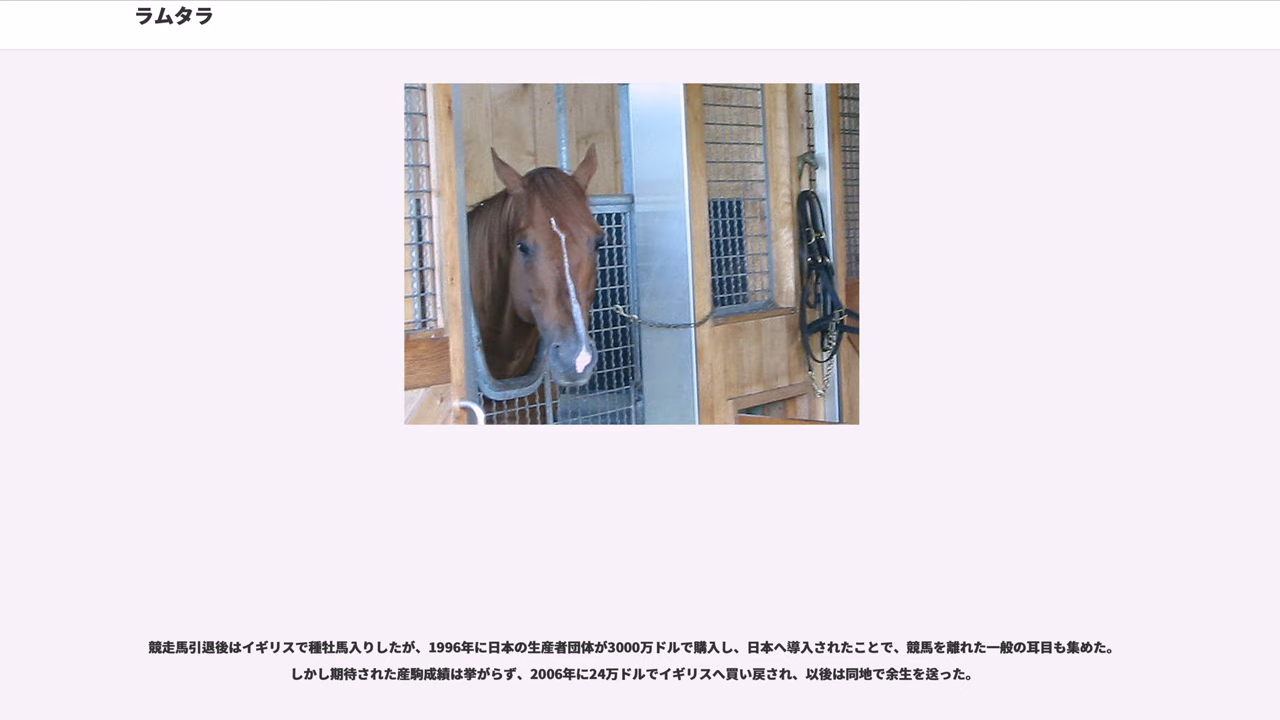 ラムタラ
競走馬引退後はイギリスで種牡馬入りしたが、1996年に日本の生産者団体が3000万ドルで購入し、日本へ導入されたことで、競馬を離れた一般の耳目も集めた。
しかし期待された産駒成績は挙がらず、2006年に24万ドルでイギリスへ買い戻され、以後は同地で余生を送った。